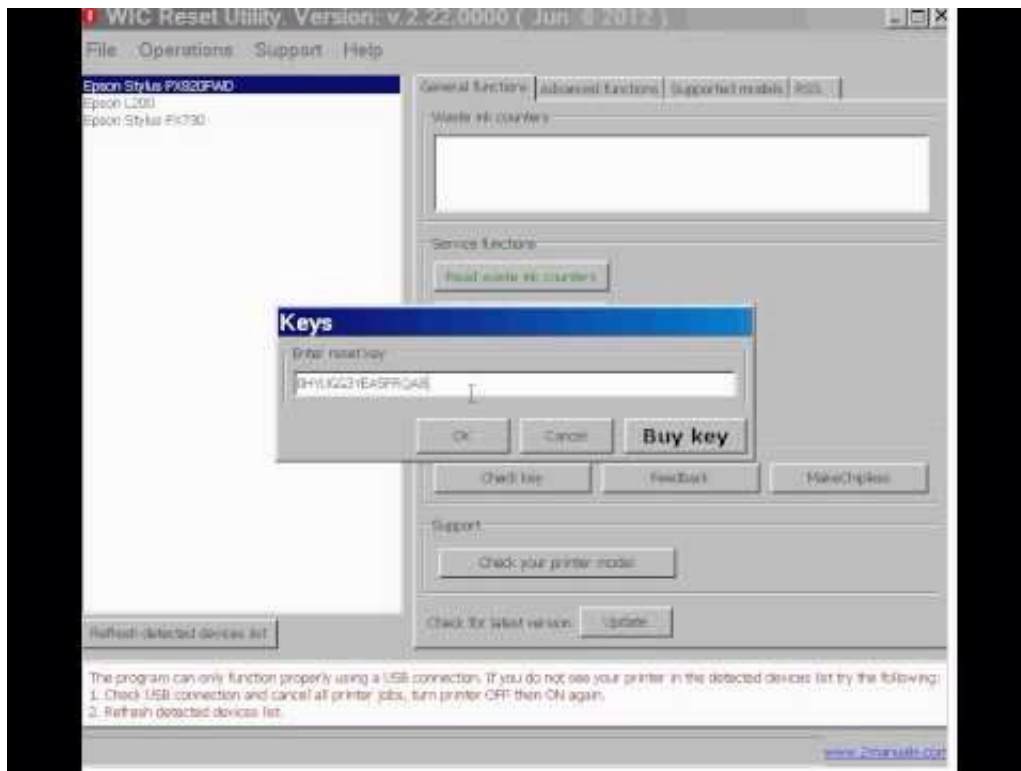 WIC Reset Utility. Version: v.2.22.0000 ( Jun 6 2012 )
File Operations Support Help
Epson Stylus PX820FWD
Epson L200
Epson Stylus PX730
General functions Advanced functions Supported models RSS
Waste ink counters
Service functions
Read waste ink counters
Keys
Enter reset key
OK Cancel Buy key
Check key Feedback MakeChipless
Support
Check your printer model
Check for latest version Update
Refresh detected devices list
The program can only function properly using a USB connection. If you do not see your printer in the detected devices list try the following:
1. Check USB connection and cancel all printer jobs, turn printer OFF then ON again.
2. Refresh detected devices list.
www.2manuals.com